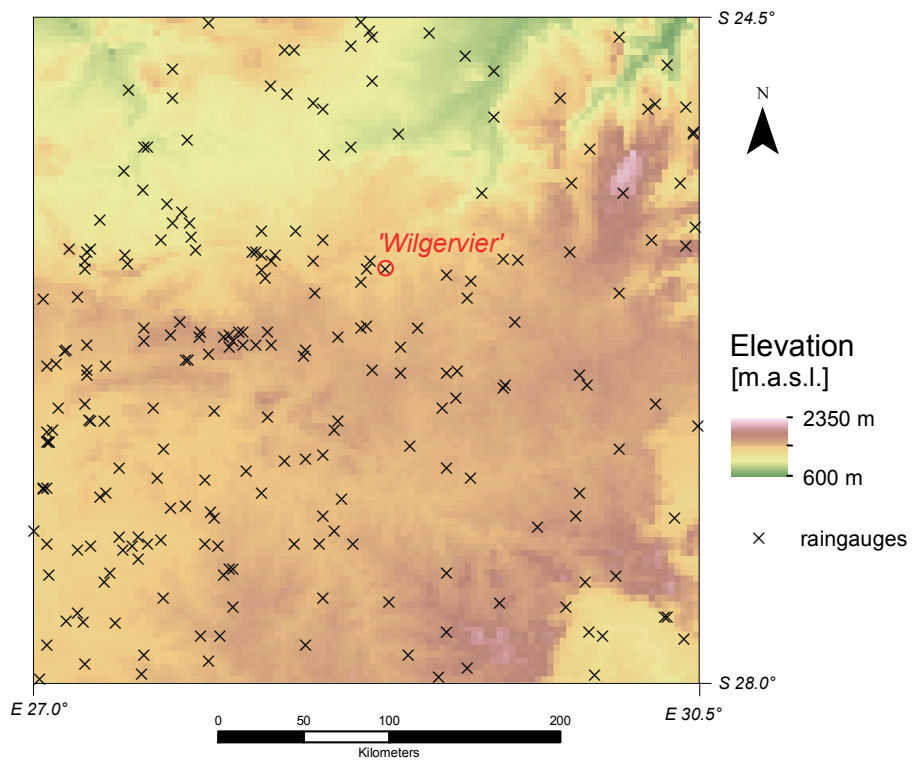 S 24.5°
N
'Wilgervier'
Elevation
[m.a.s.l.]
2350 m
600 m
raingauges
S 28.0°
E 27.0°
E 30.5°
0 50 100 200
Kilometers